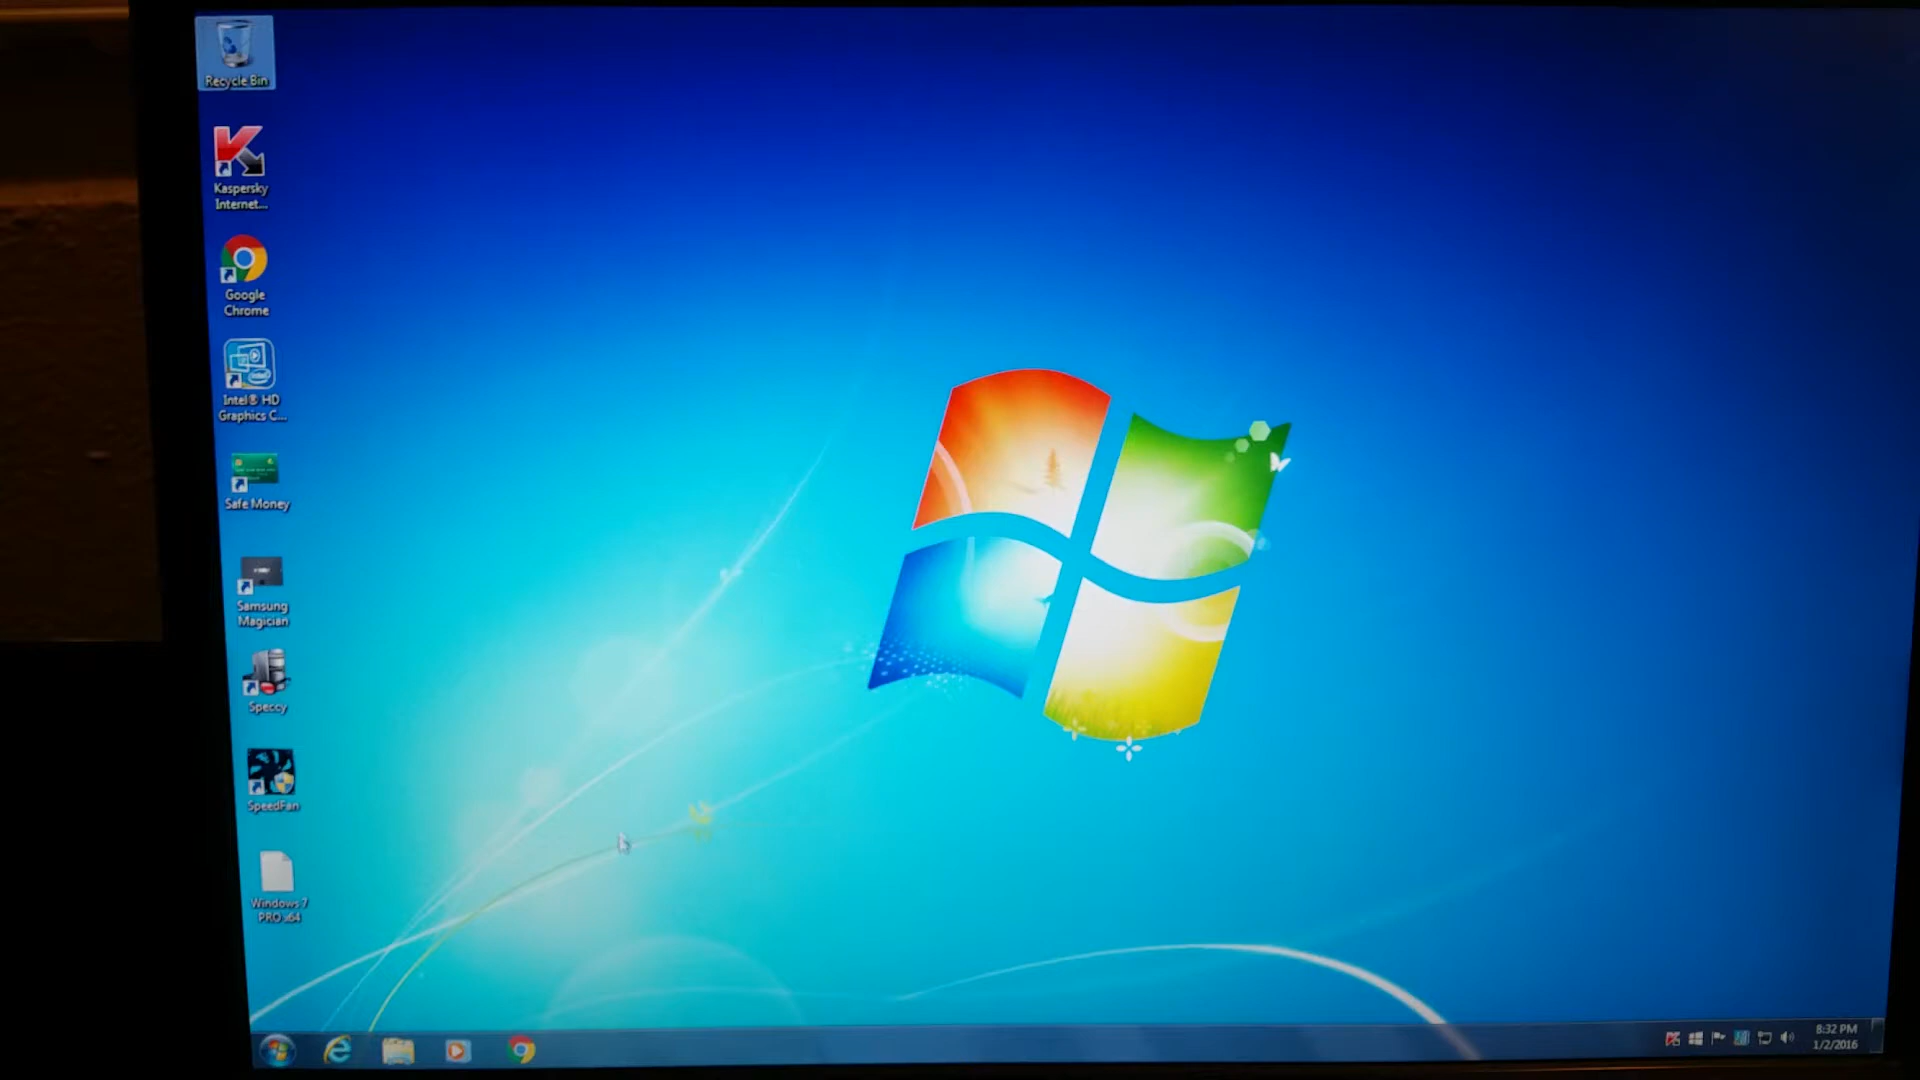 Recycle Bin
Kaspersky
Internet...
Google
Chrome
Intel® HD
Graphics C...
Safe Money
Samsung
Magician
Speccy
SpeedFan
Windows 7
PRO x64
8:32 PM
1/2/2016